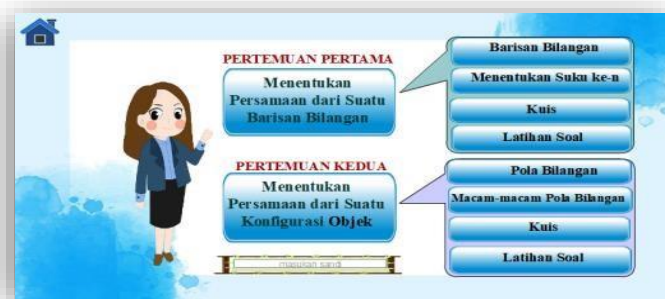 PERTEMUAN PERTAMA
Menentukan
Persamaan dari Suatu
Barisan Bilangan
Barisan Bilangan
Menentukan Suku ke-n
Kuis
Latihan Soal
PERTEMUAN KEDUA
Menentukan
Persamaan dari Suatu
Konfigurasi Objek
Pola Bilangan
Macam-macam Pola Bilangan
Kuis
Latihan Soal
masukan sandi